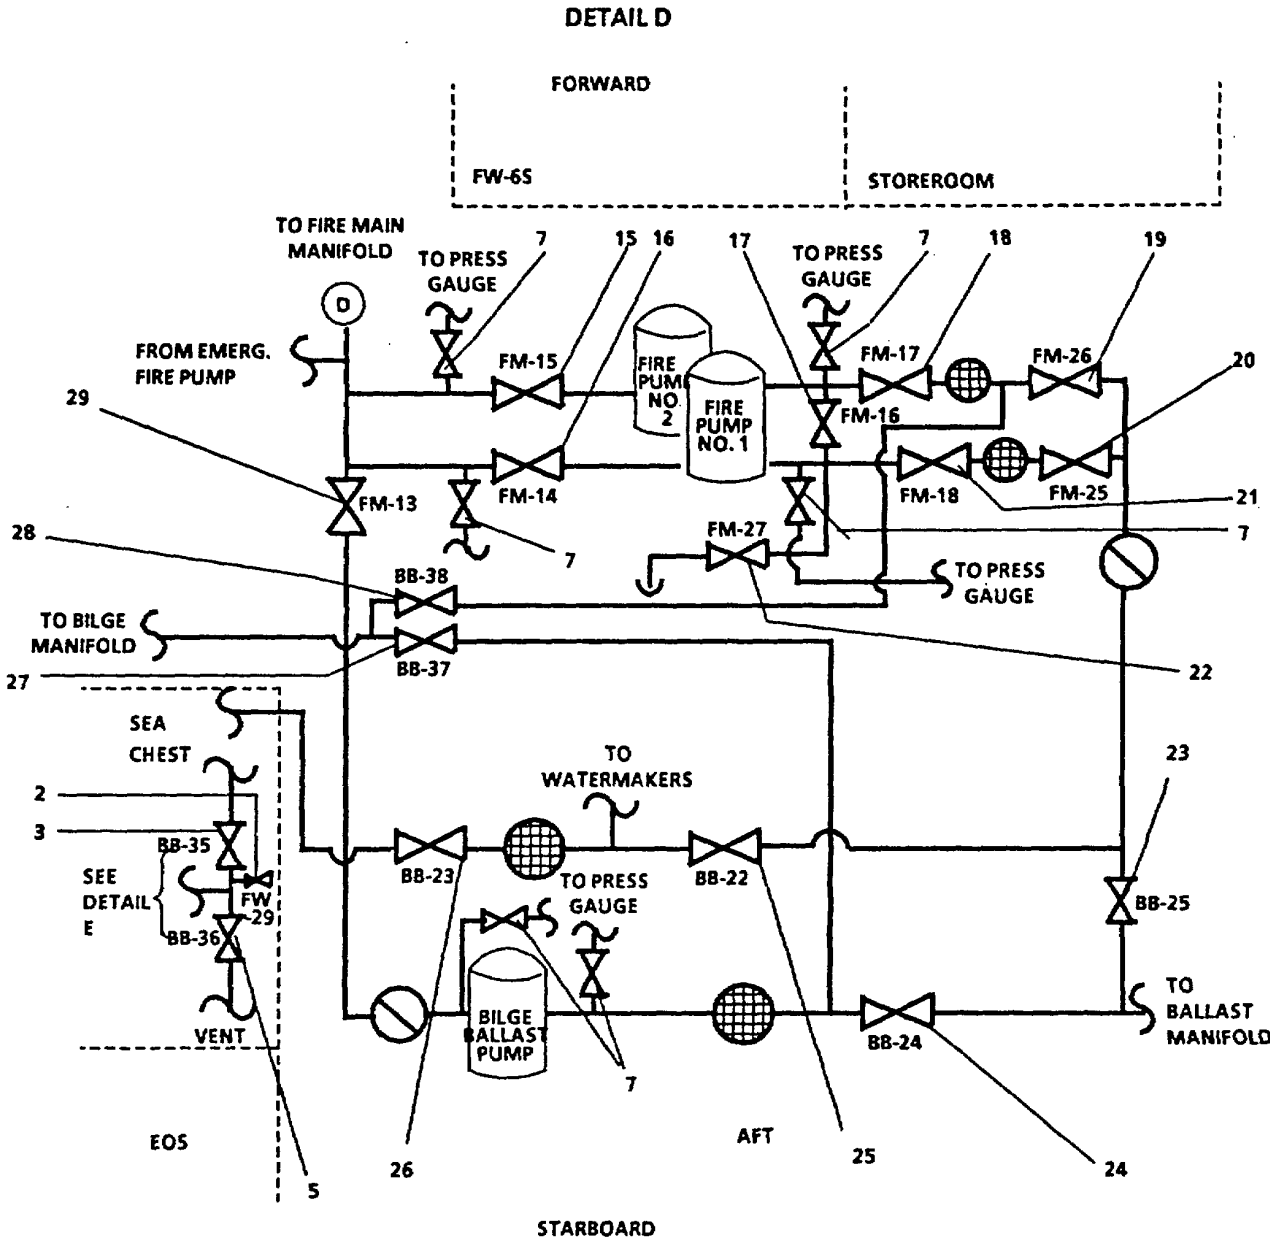 DETAIL D
FORWARD
FW-6S
STOREROOM
TO FIRE MAIN
MANIFOLD
7
15
16
17
7
18
19
TO PRESS
GAUGE
TO PRESS
GAUGE
D
FROM EMERG.
FIRE PUMP
FM-15
FIRE
PUMP
NO.
2
FIRE
PUMP
NO. 1
FM-17
FM-26
20
29
FM-16
FM-13
FM-14
FM-18
FM-25
21
28
7
FM-27
7
BB-38
TO PRESS
GAUGE
TO BILGE
MANIFOLD
BB-37
27
22
SEA
CHEST
TO
WATERMAKERS
23
2
3
BB-35
BB-23
BB-22
SEE
DETAIL
E
FW
-29
TO PRESS
GAUGE
BB-25
BB-36
VENT
BILGE
BALLAST
PUMP
BB-24
TO
BALLAST
MANIFOLD
7
EOS
AFT
26
25
24
5
STARBOARD